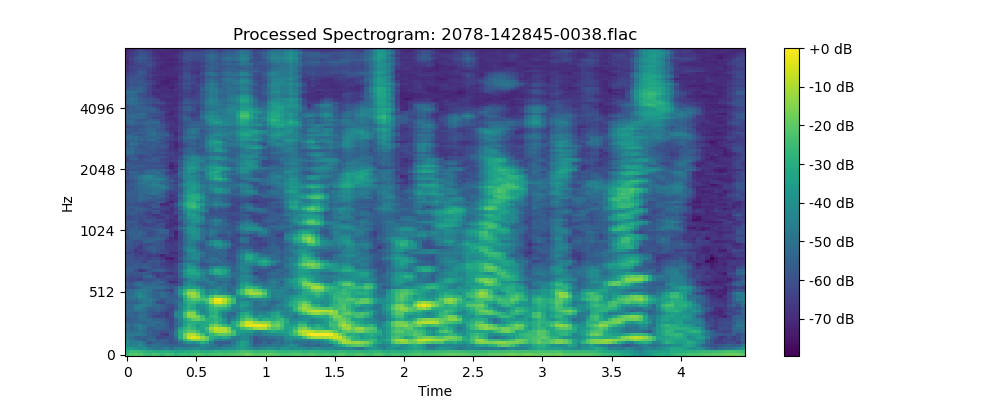 Processed Spectrogram: 2078-142845-0038.flac
Hz
4096
2048
1024
512
0
0 0.5 1 1.5 2 2.5 3 3.5 4
Time
+0 dB
-10 dB
-20 dB
-30 dB
-40 dB
-50 dB
-60 dB
-70 dB